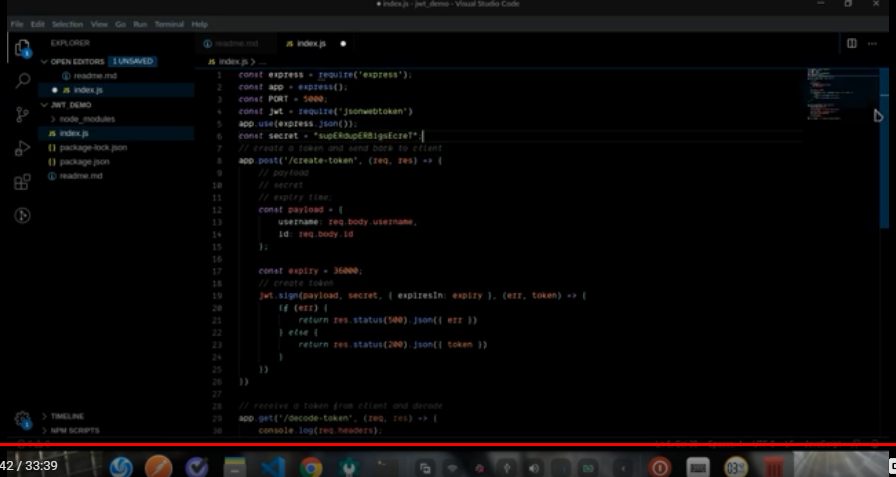 index.js - jwt_demo - Visual Studio Code
File Edit Selection View Go Run Terminal Help
EXPLORER
readme.md
JS index.js
OPEN EDITORS 1 UNSAVED
readme.md
JS index.js
JWT_DEMO
node_modules
JS index.js
{} package-lock.json
{} package.json
readme.md
TIMELINE
NPM SCRIPTS
JS index.js > ...
1 const express = require('express');
2 const app = express();
3 const PORT = 5000;
4 const jwt = require('jsonwebtoken')
5 app.use(express.json());
6 const secret =
7 // create a token and send back to client
8 app.post('/create-token', (req, res) => {
9 // payload
10 // secret
11 // expiry time;
12 const payload = {
13 username: req.body.username,
14 id: req.body.id
15 };
16
17 const expiry = 36000;
18 // create token
19 jwt.sign(payload, secret, { expiresIn: expiry }, (err, token) => {
20 if (err) {
21 return res.status(500).json({ err })
22 } else {
23 return res.status(200).json({ token })
24 }
25 })
26 })
27
28 // receive a token from client and decode
29 app.get('/decode-token', (req, res) => {
30 console.log(req.headers);
42 / 33:39